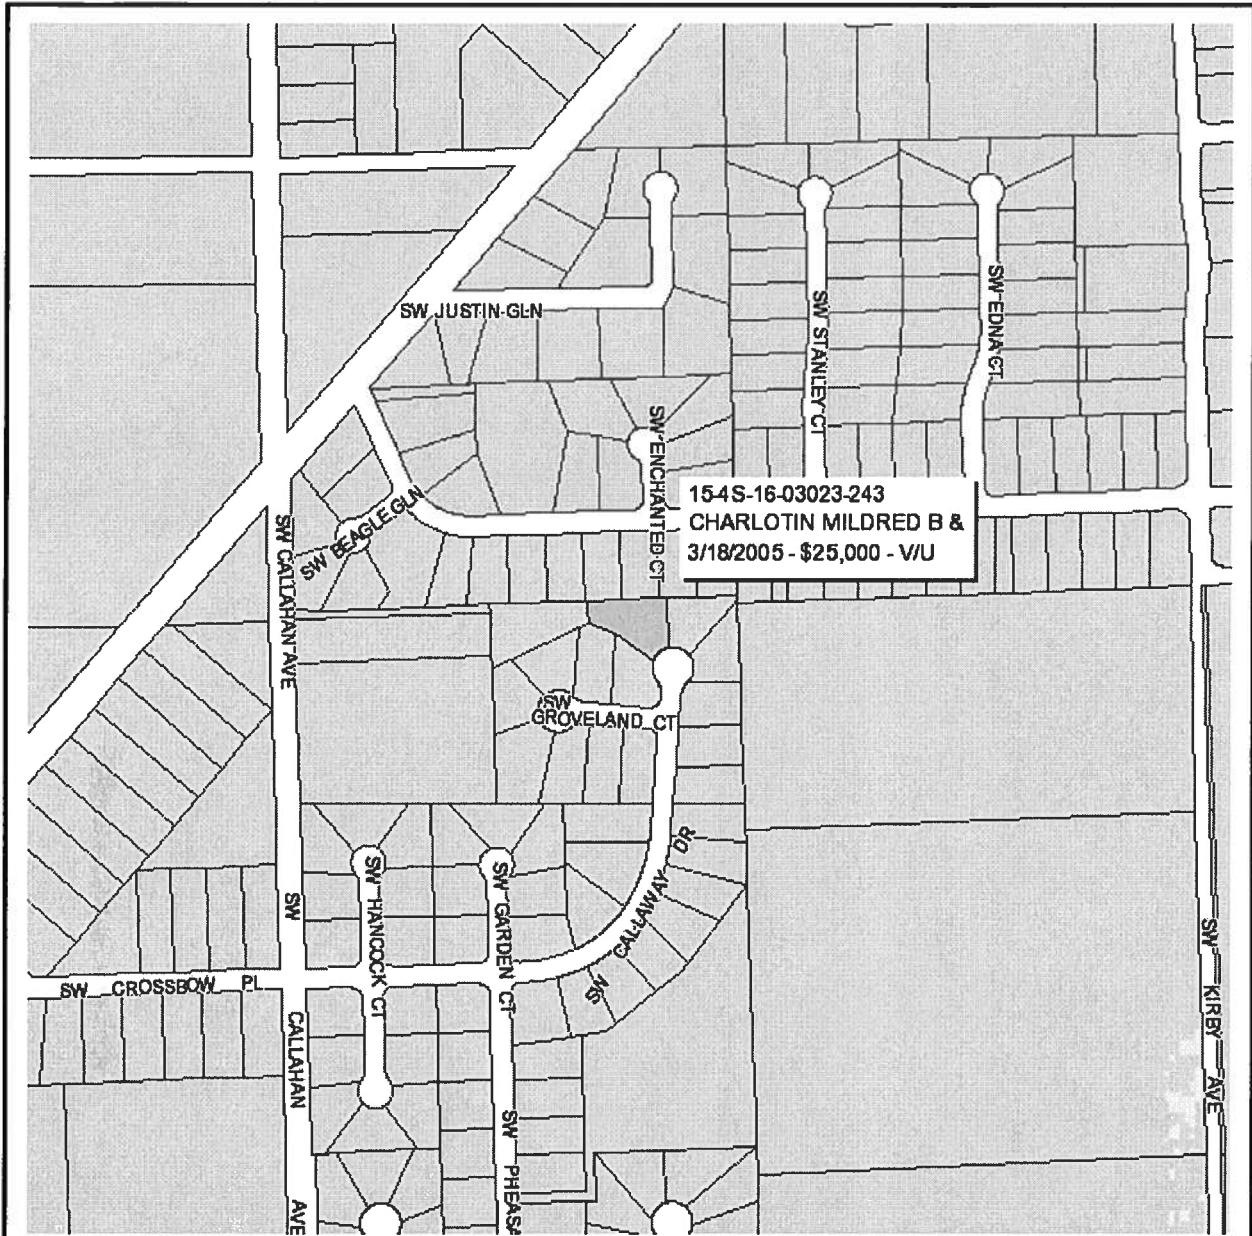 SW JUSTIN GLN
SW STANLEY CT
SW EDNA CT
SW ENCHANTED CT
15-4S-16-03023-243
CHARLOTIN MILDRED B &
3/18/2005 - $25,000 - V/U
SW BEAGLE GLN
SW CALLAHAN AVE
SW
GROVELAND CT
SW CALLAWAY DR
SW HANCOCK CT
SW GARDEN CT
SW CROSSBOW PL
SW CALLAHAN AVE
SW KIRBY AVE
SW PHEAS